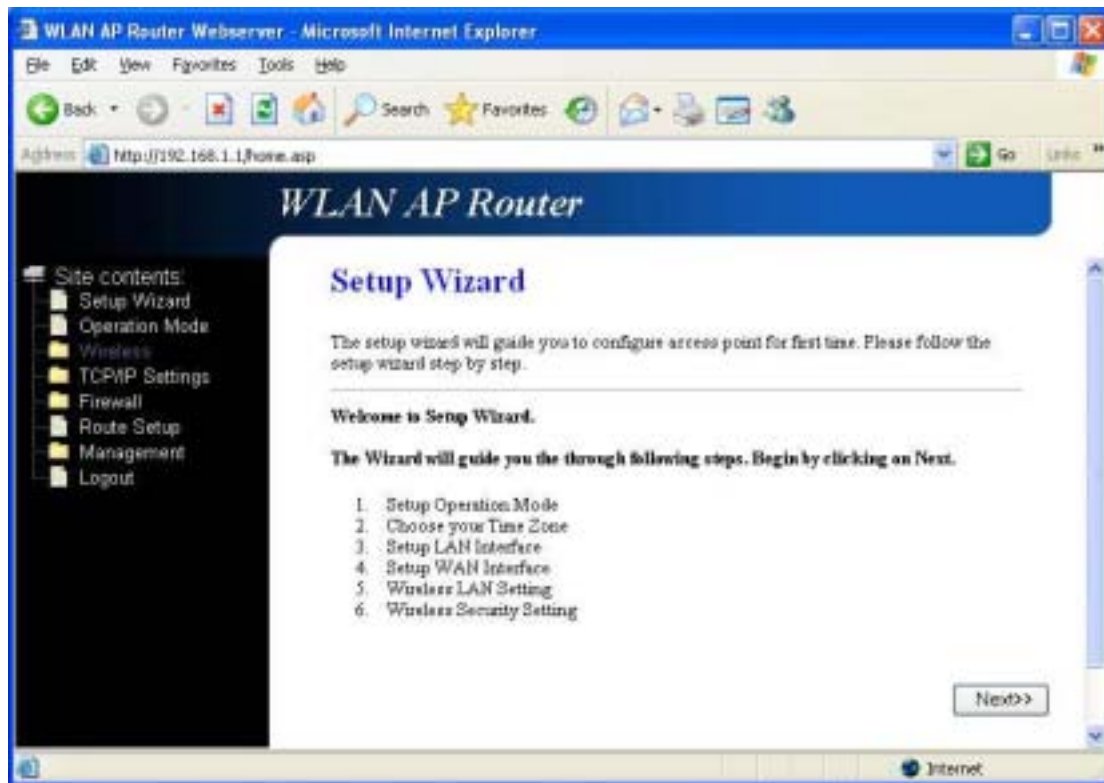 WLAN AP Router Webserver - Microsoft Internet Explorer
File Edit View Favorites Tools Help
Back Search Favorites
Address http://192.168.1.1/home.asp Go Links »
WLAN AP Router
Site contents:
Setup Wizard
Operation Mode
Wireless
TCP/IP Settings
Firewall
Route Setup
Management
Logout
Setup Wizard
The setup wizard will guide you to configure access point for first time. Please follow the
setup wizard step by step.
Welcome to Setup Wizard.
The Wizard will guide you the through following steps. Begin by clicking on Next.
1. Setup Operation Mode
2. Choose your Time Zone
3. Setup LAN Interface
4. Setup WAN Interface
5. Wireless LAN Setting
6. Wireless Security Setting
Next>>
Internet